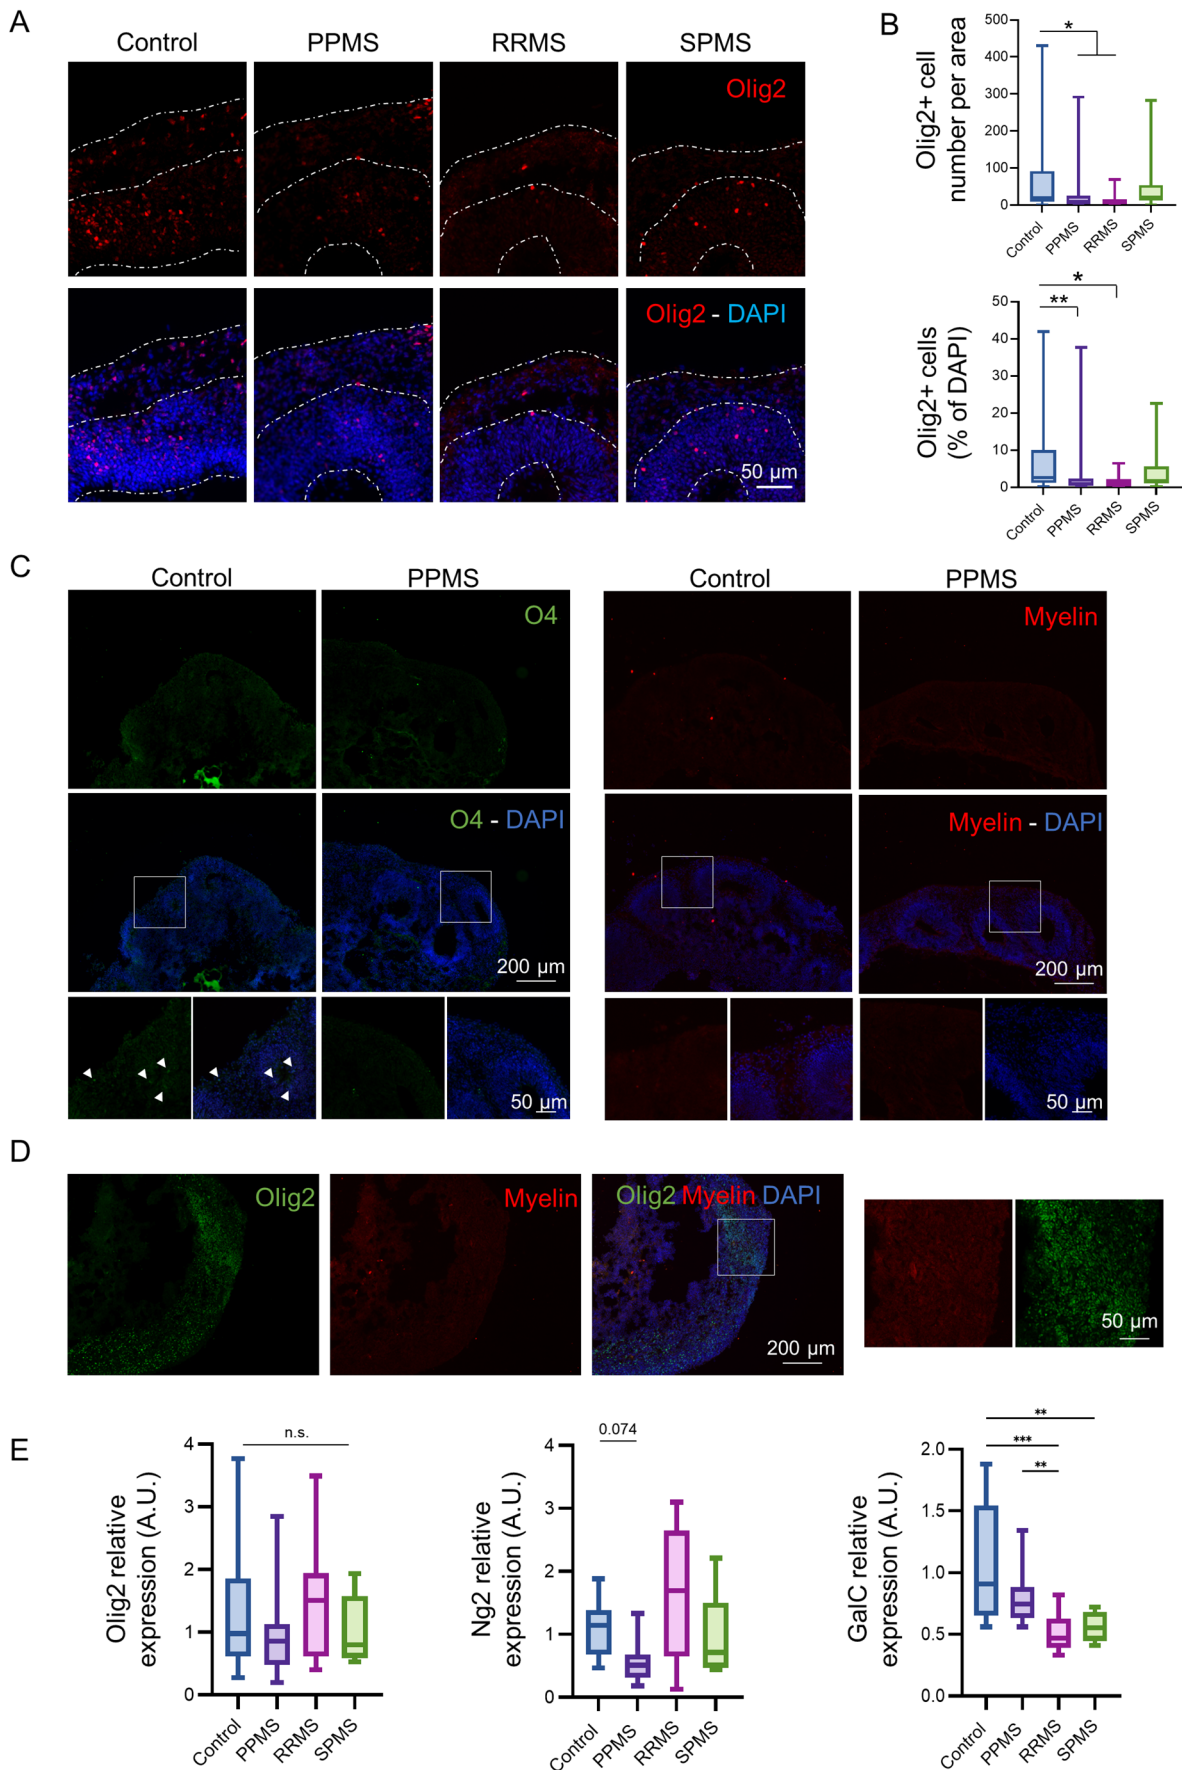 A
Control
PPMS
RRMS
SPMS
Olig2
Olig2 - DAPI
50 µm
B
Olig2+ cell
number per area
500
400
300
200
100
0
Control
PPMS
RRMS
SPMS
*
Olig2+ cells
(% of DAPI)
50
40
30
20
10
0
Control
PPMS
RRMS
SPMS
*
**
C
Control
PPMS
Control
PPMS
O4
Myelin
O4 - DAPI
Myelin - DAPI
200 µm
200 µm
50 µm
50 µm
D
Olig2
Myelin
Olig2 Myelin DAPI
200 µm
50 µm
E
Olig2 relative
expression (A.U.)
4
3
2
1
0
n.s.
Control
PPMS
RRMS
SPMS
Ng2 relative
expression (A.U.)
4
3
2
1
0
0.074
Control
PPMS
RRMS
SPMS
GalC relative
expression (A.U.)
2.0
1.5
1.0
0.5
0.0
**
***
**
Control
PPMS
RRMS
SPMS